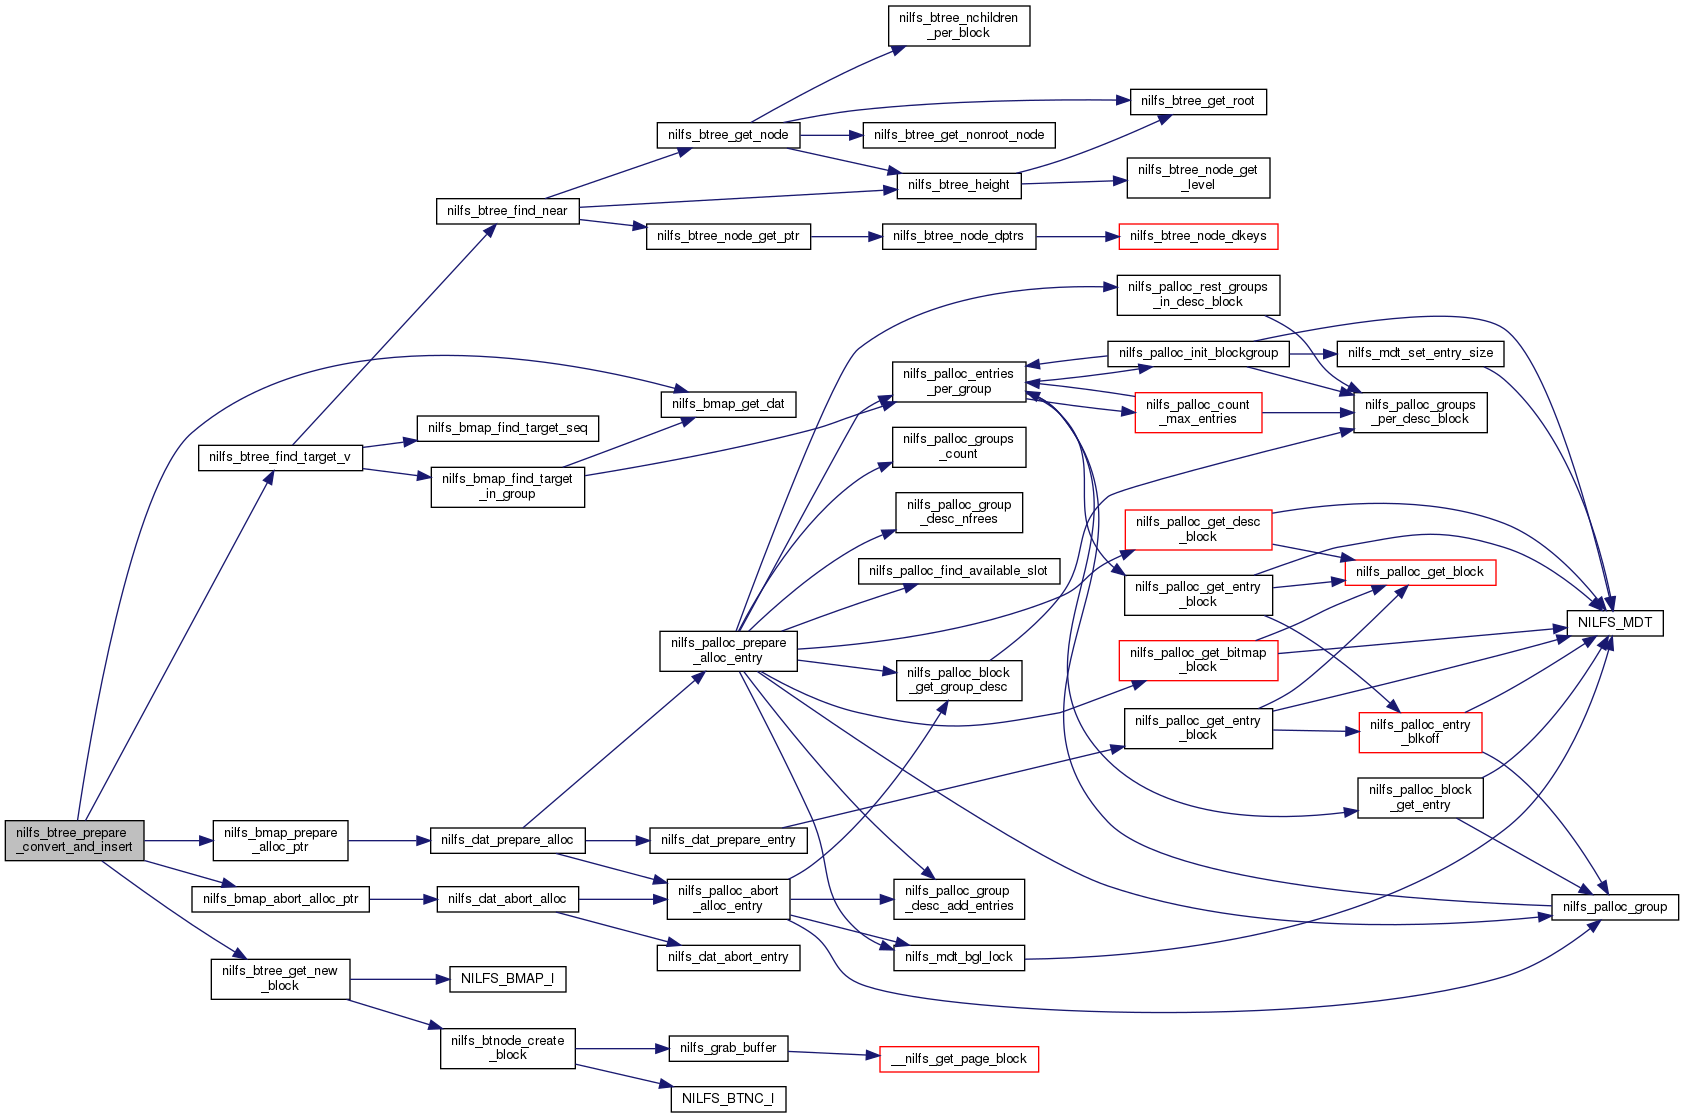 nilfs_btree_nchildren
_per_block
nilfs_btree_get_root
nilfs_btree_get_node
nilfs_btree_get_nonroot_node
nilfs_btree_node_get
_level
nilfs_btree_height
nilfs_btree_find_near
nilfs_btree_node_get_ptr
nilfs_btree_node_dptrs
nilfs_btree_node_dkeys
nilfs_palloc_rest_groups
_in_desc_block
nilfs_palloc_init_blockgroup
nilfs_mdt_set_entry_size
nilfs_palloc_entries
_per_group
nilfs_bmap_get_dat
nilfs_palloc_count
_max_entries
nilfs_palloc_groups
_per_desc_block
nilfs_bmap_find_target_seq
nilfs_palloc_groups
_count
nilfs_btree_find_target_v
nilfs_bmap_find_target
_in_group
nilfs_palloc_group
_desc_nfrees
nilfs_palloc_get_desc
_block
nilfs_palloc_find_available_slot
nilfs_palloc_get_block
nilfs_palloc_get_entry
_block
NILFS_MDT
nilfs_palloc_prepare
_alloc_entry
nilfs_palloc_get_bitmap
_block
nilfs_palloc_block
_get_group_desc
nilfs_palloc_get_entry
_block
nilfs_palloc_entry
_blkoff
nilfs_palloc_block
_get_entry
nilfs_btree_prepare
_convert_and_insert
nilfs_bmap_prepare
_alloc_ptr
nilfs_dat_prepare_alloc
nilfs_dat_prepare_entry
nilfs_bmap_abort_alloc_ptr
nilfs_dat_abort_alloc
nilfs_palloc_abort
_alloc_entry
nilfs_palloc_group
_desc_add_entries
nilfs_palloc_group
nilfs_dat_abort_entry
nilfs_mdt_bgl_lock
nilfs_btree_get_new
_block
NILFS_BMAP_I
nilfs_btnode_create
_block
nilfs_grab_buffer
__nilfs_get_page_block
NILFS_BTNC_I